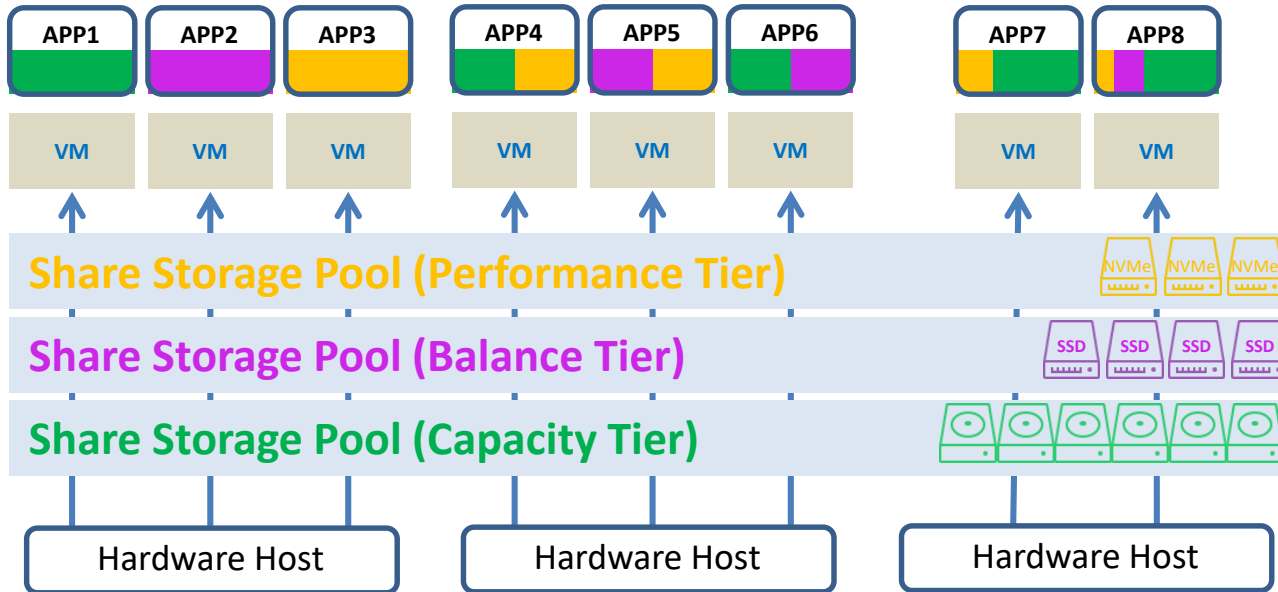 APP1 APP2 APP3 APP4 APP5 APP6 APP7 APP8
VM VM VM VM VM VM VM VM
Share Storage Pool (Performance Tier) NVMe NVMe NVMe
Share Storage Pool (Balance Tier) SSD SSD SSD SSD
Share Storage Pool (Capacity Tier)
Hardware Host Hardware Host Hardware Host